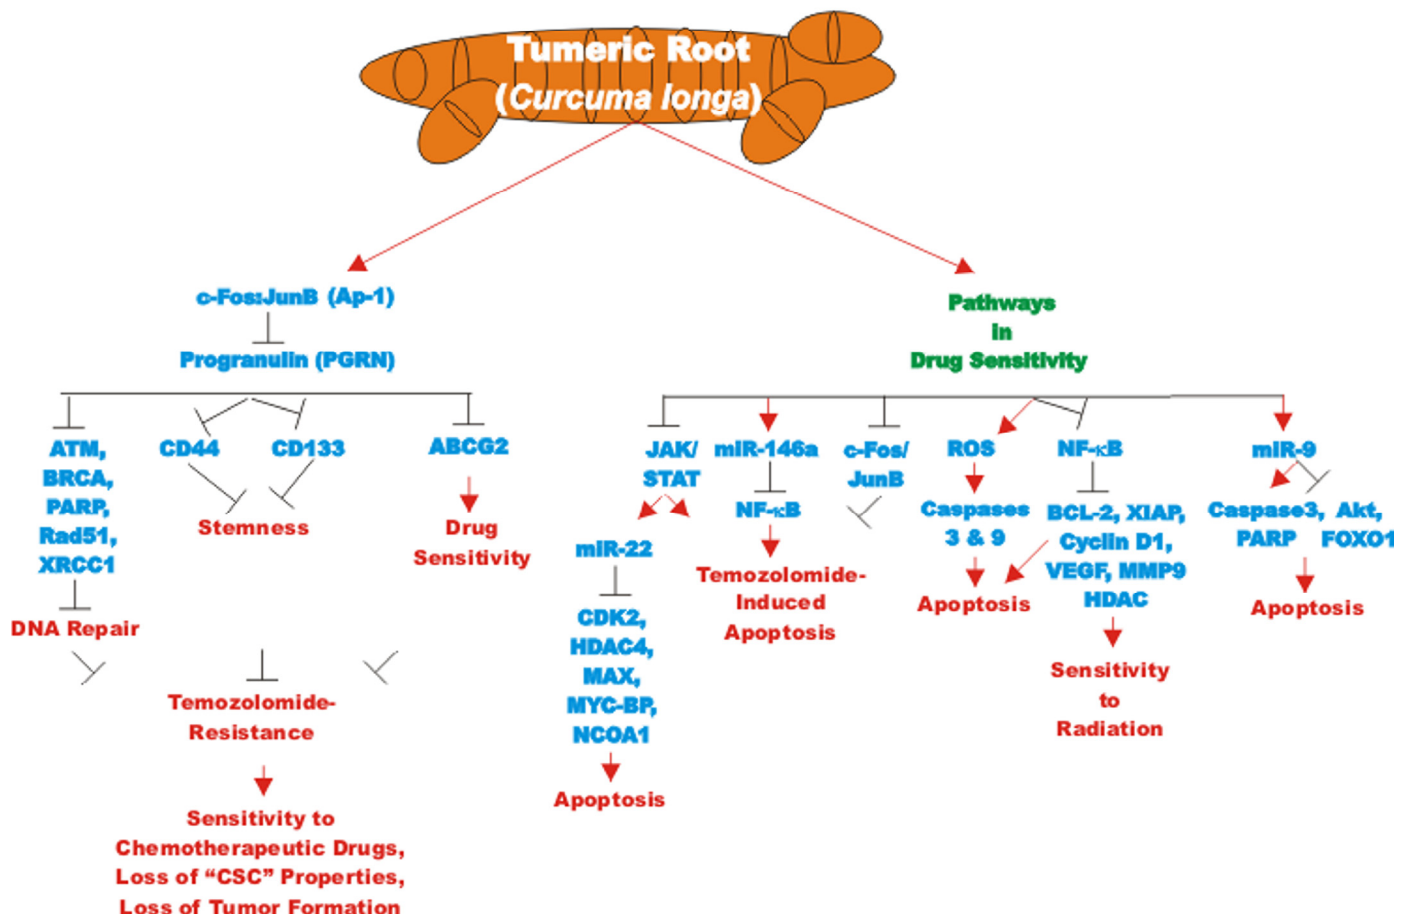 Tumeric Root
(Curcuma longa)
c-Fos:JunB (Ap-1)
Progranulin (PGRN)
ATM,
BRCA,
PARP,
Rad51,
XRCC1
DNA Repair
CD44
CD133
Stemness
ABCG2
Drug
Sensitivity
Temozolomide-
Resistance
Sensitivity to
Chemotherapeutic Drugs,
Loss of “CSC” Properties,
Loss of Tumor Formation
Pathways
in
Drug Sensitivity
JAK/
STAT
miR-22
CDK2,
HDAC4,
MAX,
MYC-BP,
NCOA1
Apoptosis
miR-146a
NF-κB
Temozolomide-
Induced
Apoptosis
c-Fos/
JunB
ROS
Caspases
3 & 9
Apoptosis
NF-κB
BCL-2, XIAP,
Cyclin D1,
VEGF, MMP9
HDAC
Sensitivity
to
Radiation
miR-9
Caspase3, Akt,
PARP FOXO1
Apoptosis